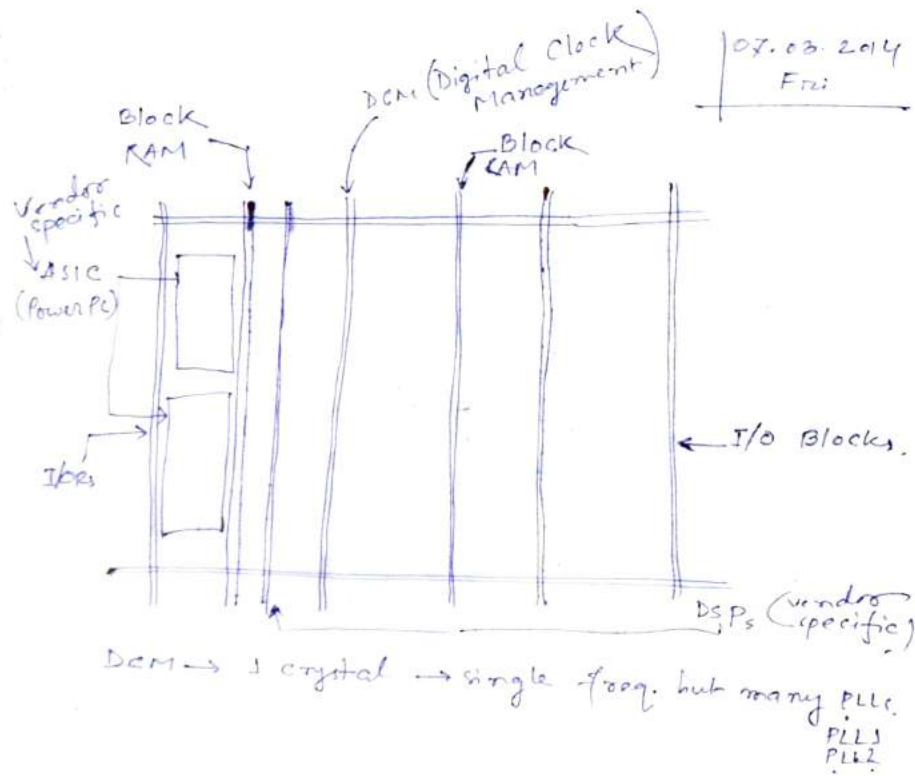 07.03.2014
Fri
DCM (Digital Clock
Management)
Block
RAM
Block
RAM
Vendor
specific
ASIC
(PowerPC)
I/O Blocks.
DSPs (vendor
specific)
DCM → 1 crystal → single freq. but many PLLs.
PLL1
PLL2